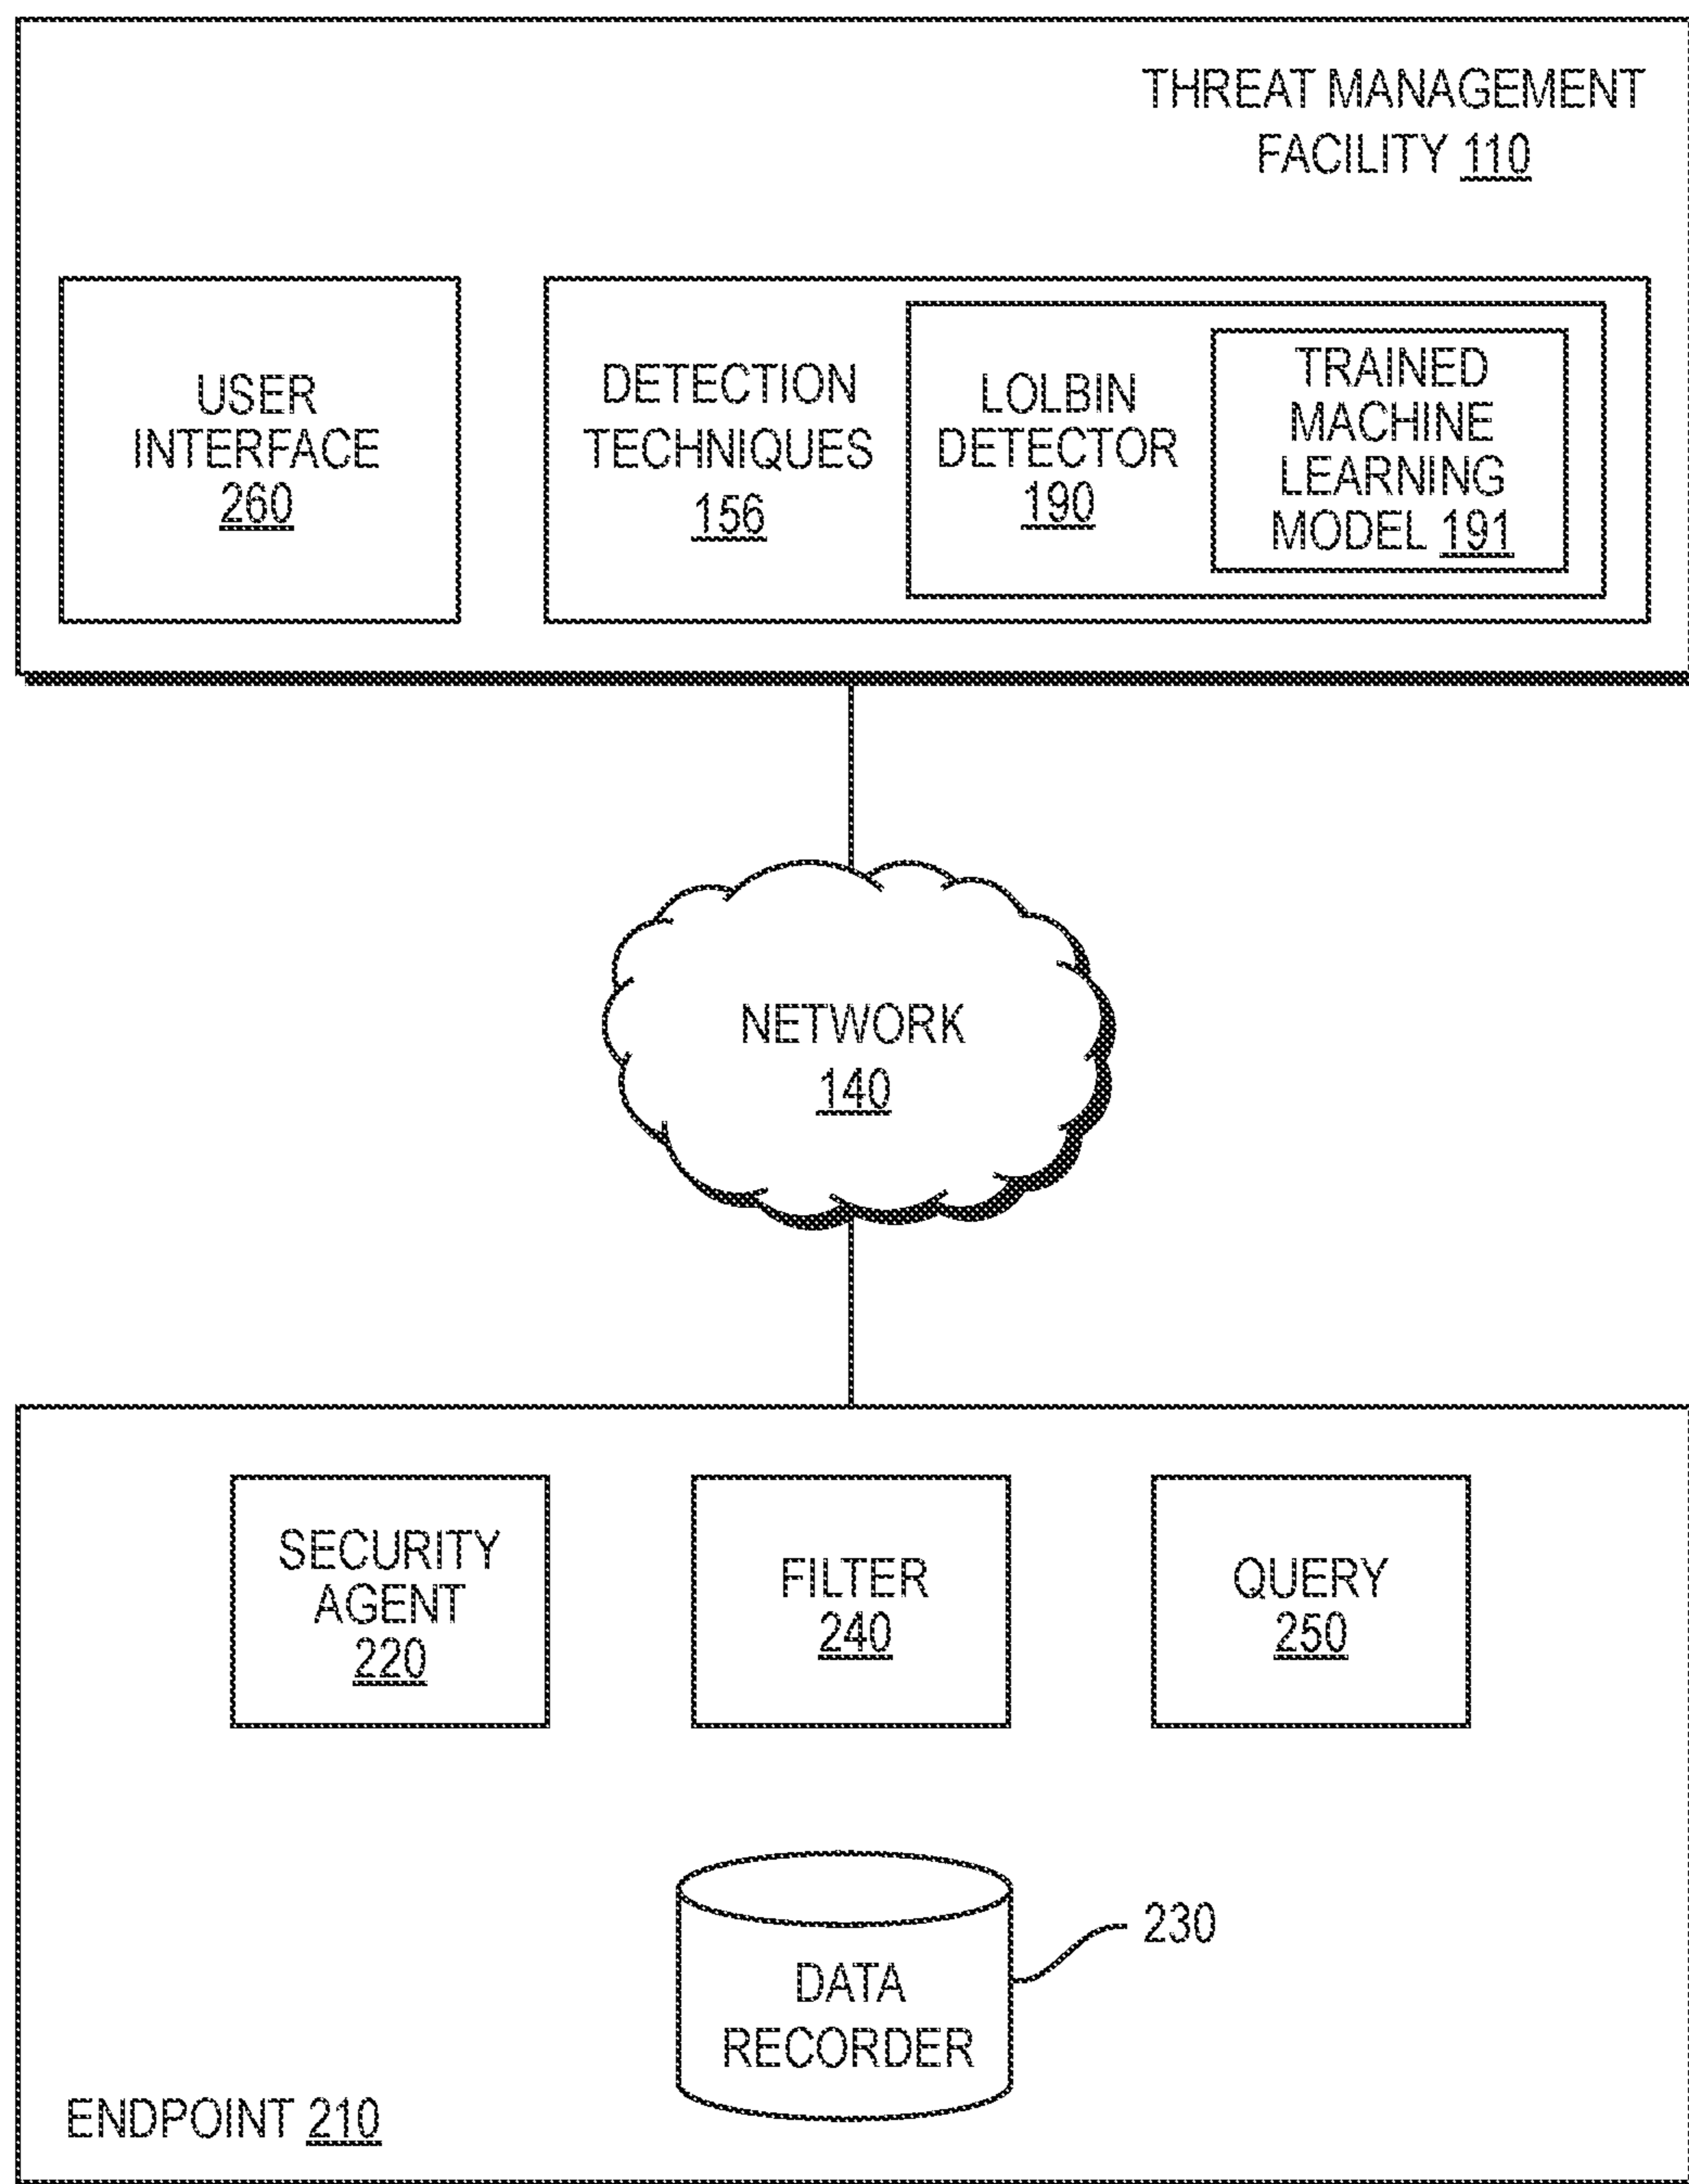 THREAT MANAGEMENT
FACILITY 110
USER
INTERFACE
260
DETECTION
TECHNIQUES
156
LOLBIN
DETECTOR
190
TRAINED
MACHINE
LEARNING
MODEL 191
NETWORK
140
SECURITY
AGENT
220
FILTER
240
QUERY
250
DATA
RECORDER
230
ENDPOINT 210